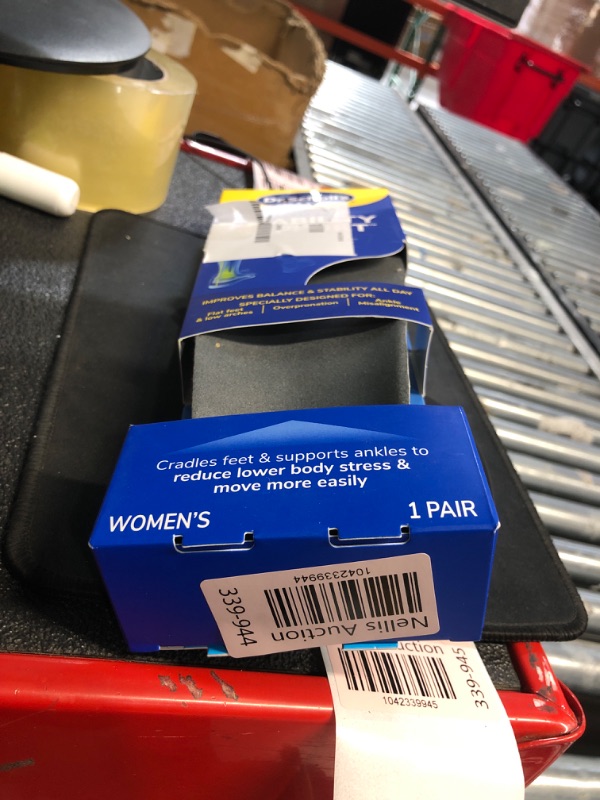 Dr. Scholl's
IMPROVES BALANCE & STABILITY ALL DAY
SPECIALLY DESIGNED FOR:
Flat feet & low arches | Overpronation | Ankle Misalignment
Cradles feet & supports ankles to
reduce lower body stress &
move more easily
WOMEN'S
1 PAIR
Nellis Auction
1042339944
339-944
uction
1042339945
339-945